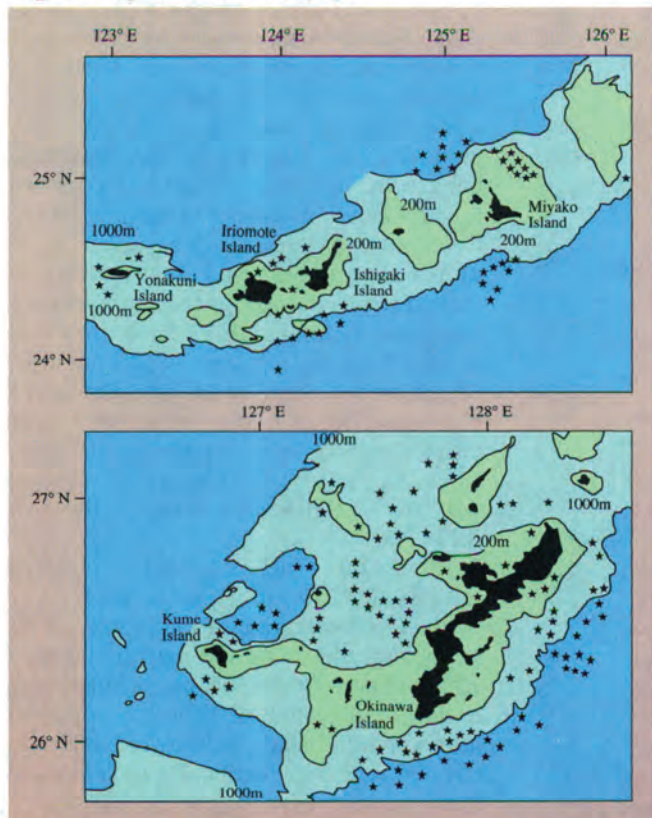 123° E 124° E 125° E 126° E
25° N
Miyako
Island
200m
1000m
Iriomote
Island
200m
200m
Ishigaki
Island
Yonakuni
Island
1000m
24° N
127° E 128° E
1000m
27° N
1000m
200m
Kume
Island
Okinawa
Island
26° N
1000m